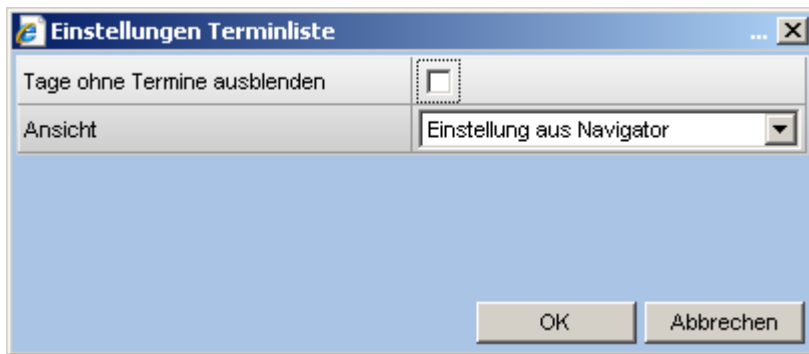 Einstellungen Terminliste ...
Tage ohne Termine ausblenden
Ansicht Einstellung aus Navigator
OK Abbrechen